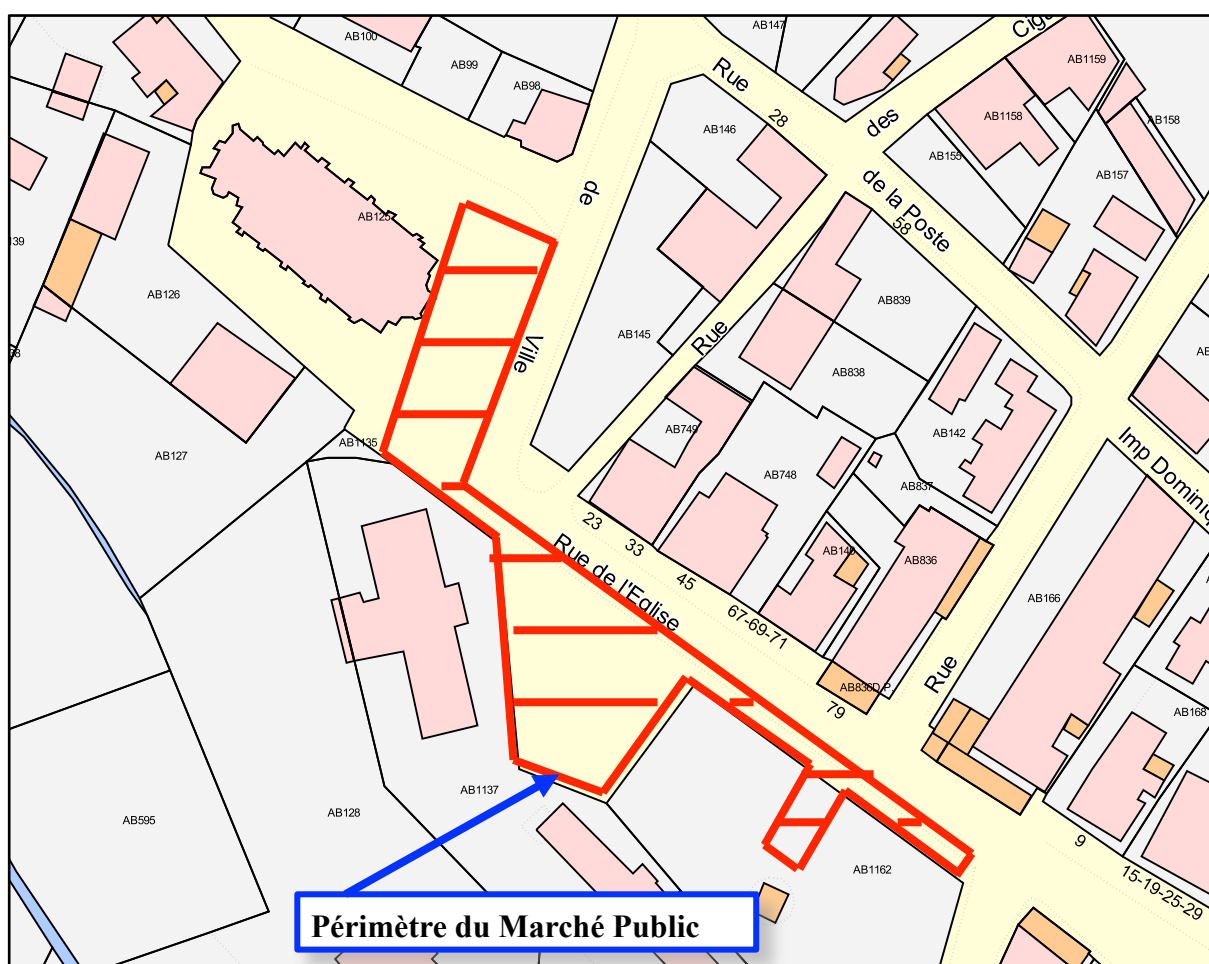 AB100
AB99
AB98
AB147
Rue
28
des
AB1159
AB1158
AB158
AB146
AB155
AB157
de la Poste
58
de
AB125
139
AB126
AB839
AB145
Rue
Ville
AB838
AB749
AB142
AB1135
AB127
AB748
AB837
Imp Dominiq
23
33
45
67-69-71
Rue de l'Eglise
AB140
AB836
AB166
Rue
AB836D.P.
79
AB168
AB1137
AB128
AB595
AB1162
9
15-19-25-29
Périmètre du Marché Public